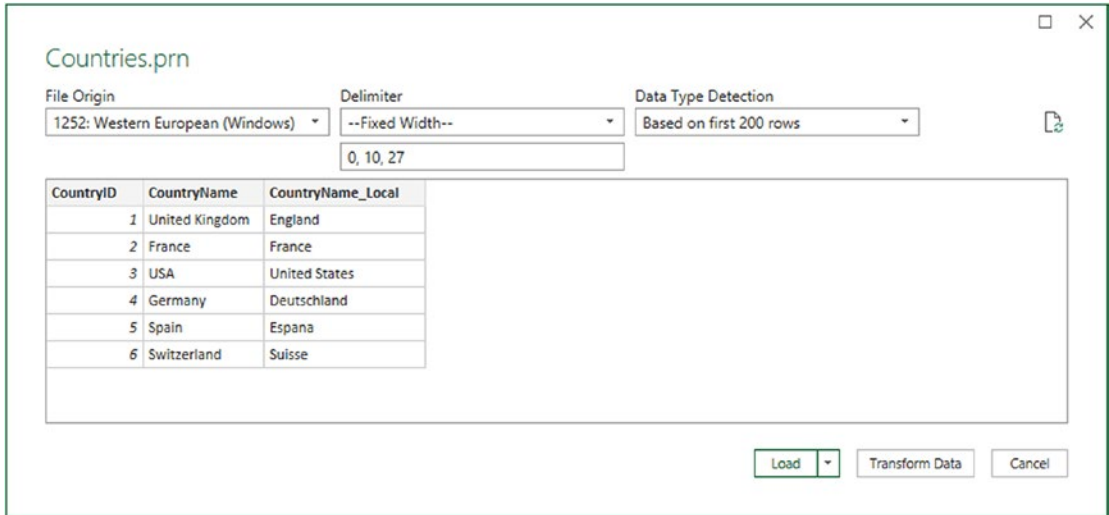 Countries.prn
File Origin Delimiter Data Type Detection
1252: Western European (Windows) --Fixed Width-- Based on first 200 rows
0, 10, 27
CountryID CountryName CountryName_Local
1 United Kingdom England
2 France France
3 USA United States
4 Germany Deutschland
5 Spain Espana
6 Switzerland Suisse
Load Transform Data Cancel